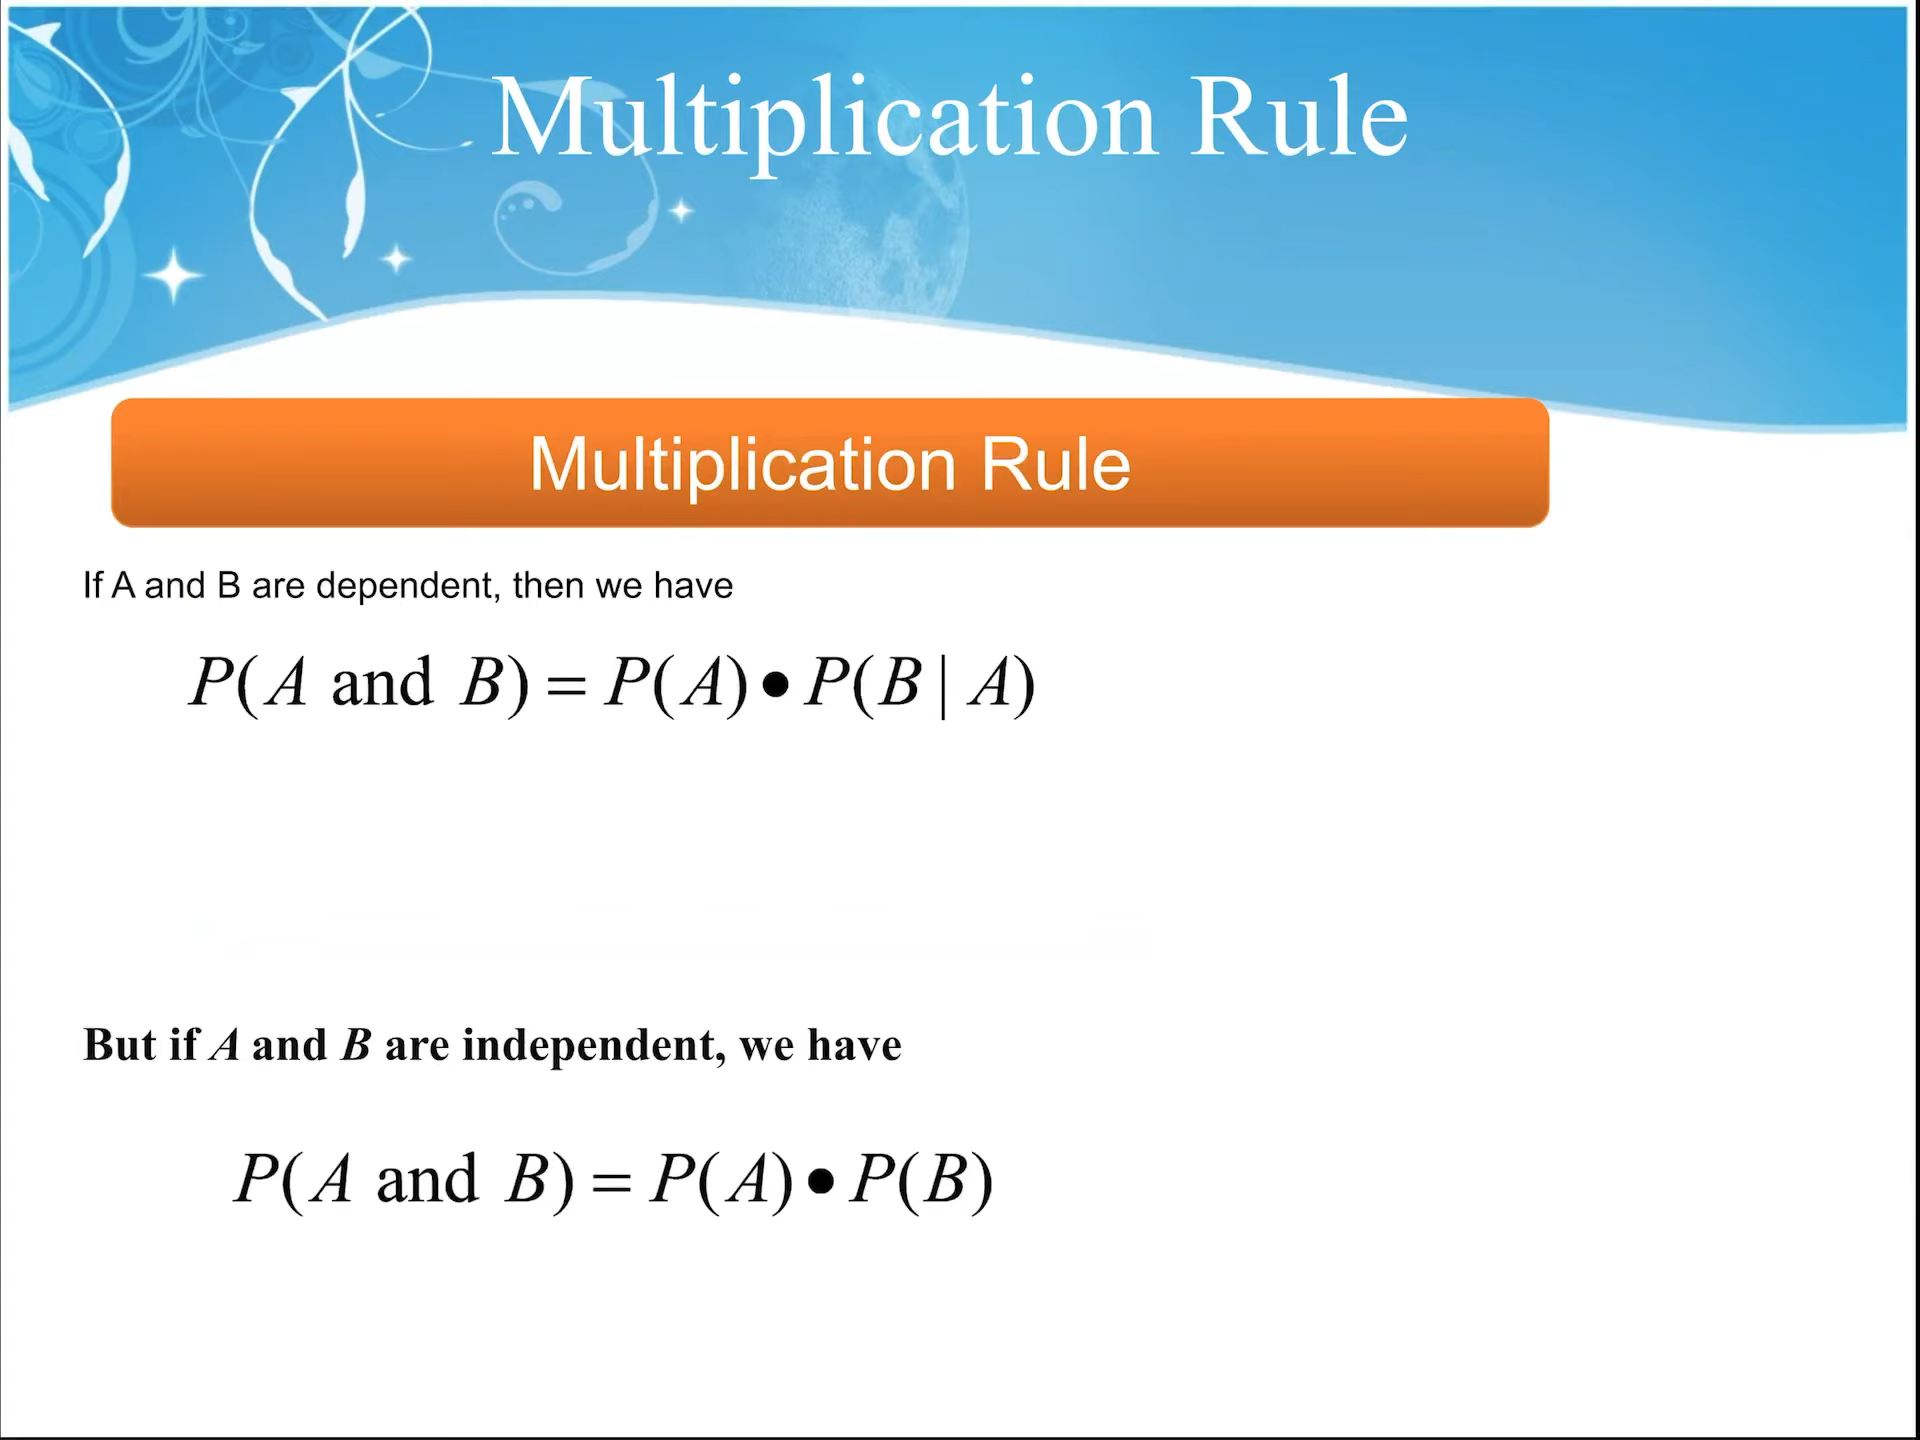 Multiplication Rule
Multiplication Rule
If A and B are dependent, then we have
P(A and B) = P(A) • P(B | A)
But if A and B are independent, we have
P(A and B) = P(A) • P(B)